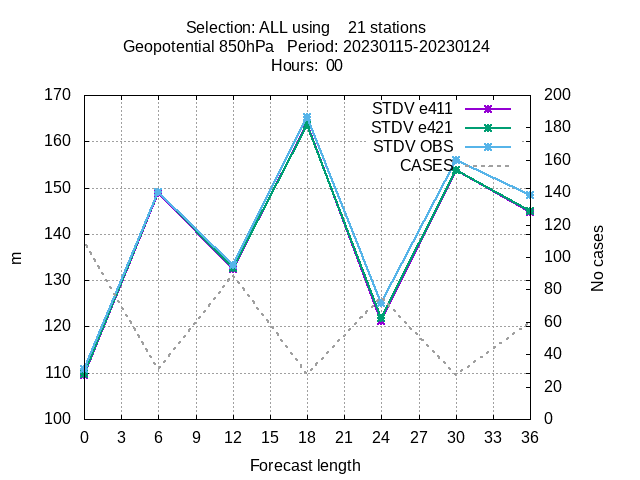 Selection: ALL using 21 stations
Geopotential 850hPa Period: 20230115-20230124
Hours: 00
170
160
150
140
130
120
110
100
200
180
160
140
120
100
80
60
40
20
0
STDV e411
STDV e421
STDV OBS
CASES
m
No cases
0 3 6 9 12 15 18 21 24 27 30 33 36
Forecast length